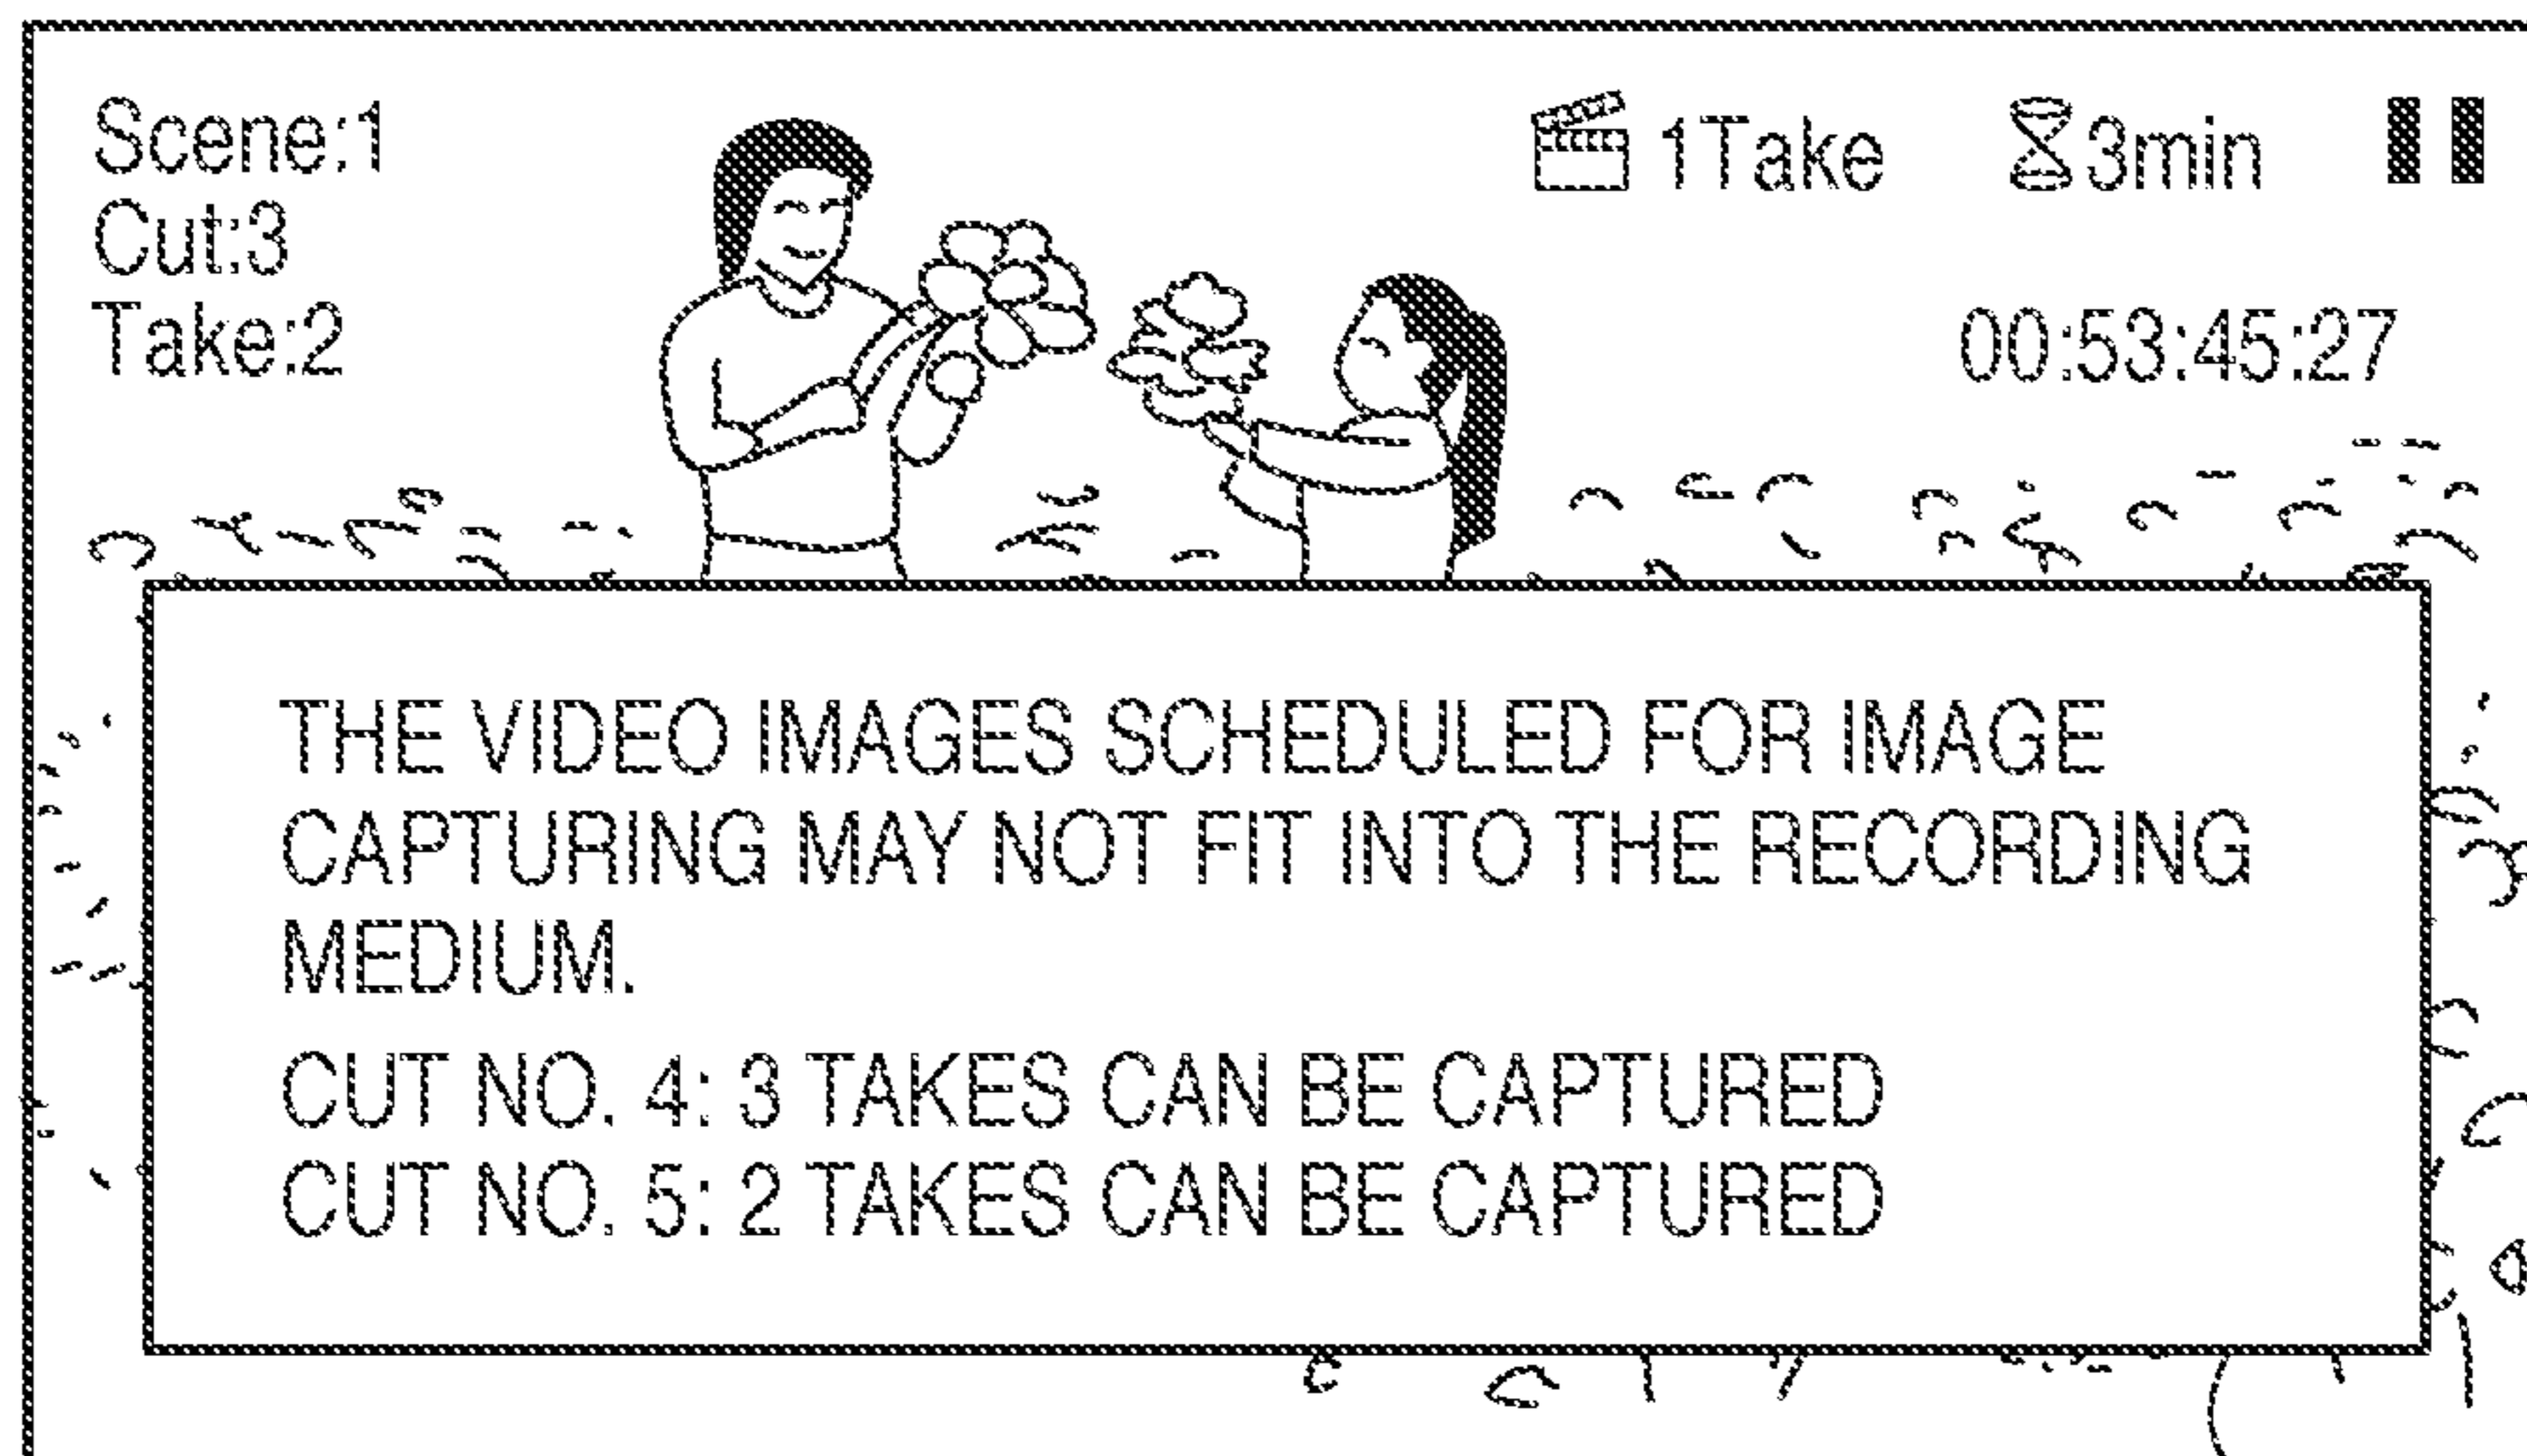 Scene:1
Cut:3
Take:2
1Take
3min
00:53:45:27
THE VIDEO IMAGES SCHEDULED FOR IMAGE
CAPTURING MAY NOT FIT INTO THE RECORDING
MEDIUM.
CUT NO. 4: 3 TAKES CAN BE CAPTURED
CUT NO. 5: 2 TAKES CAN BE CAPTURED